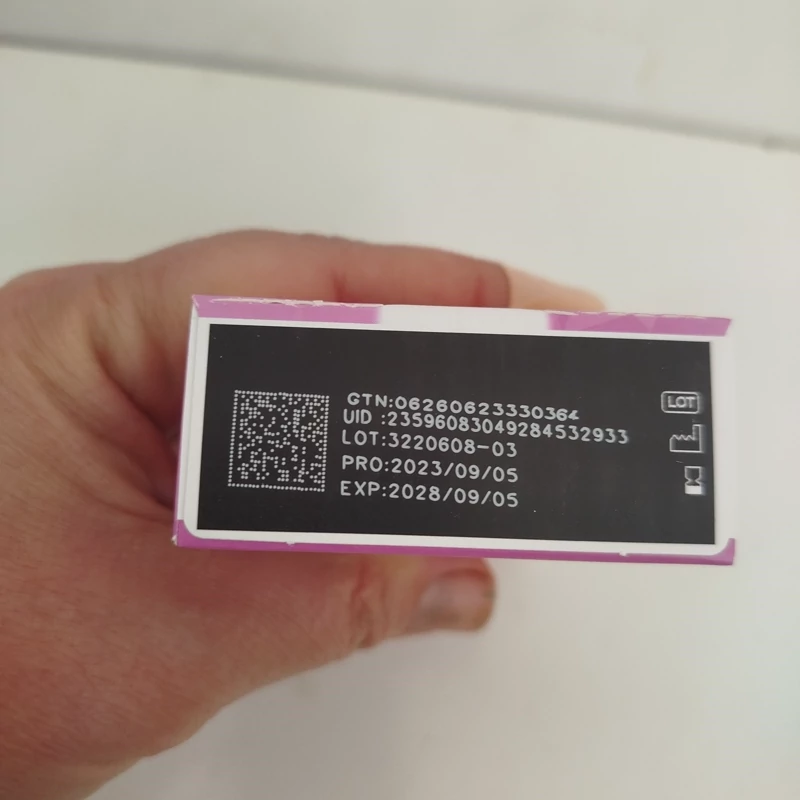 GTN:06260623330364
UID :23596083049284532933
LOT:3220608-03
PRO:2023/09/05
EXP:2028/09/05
LOT